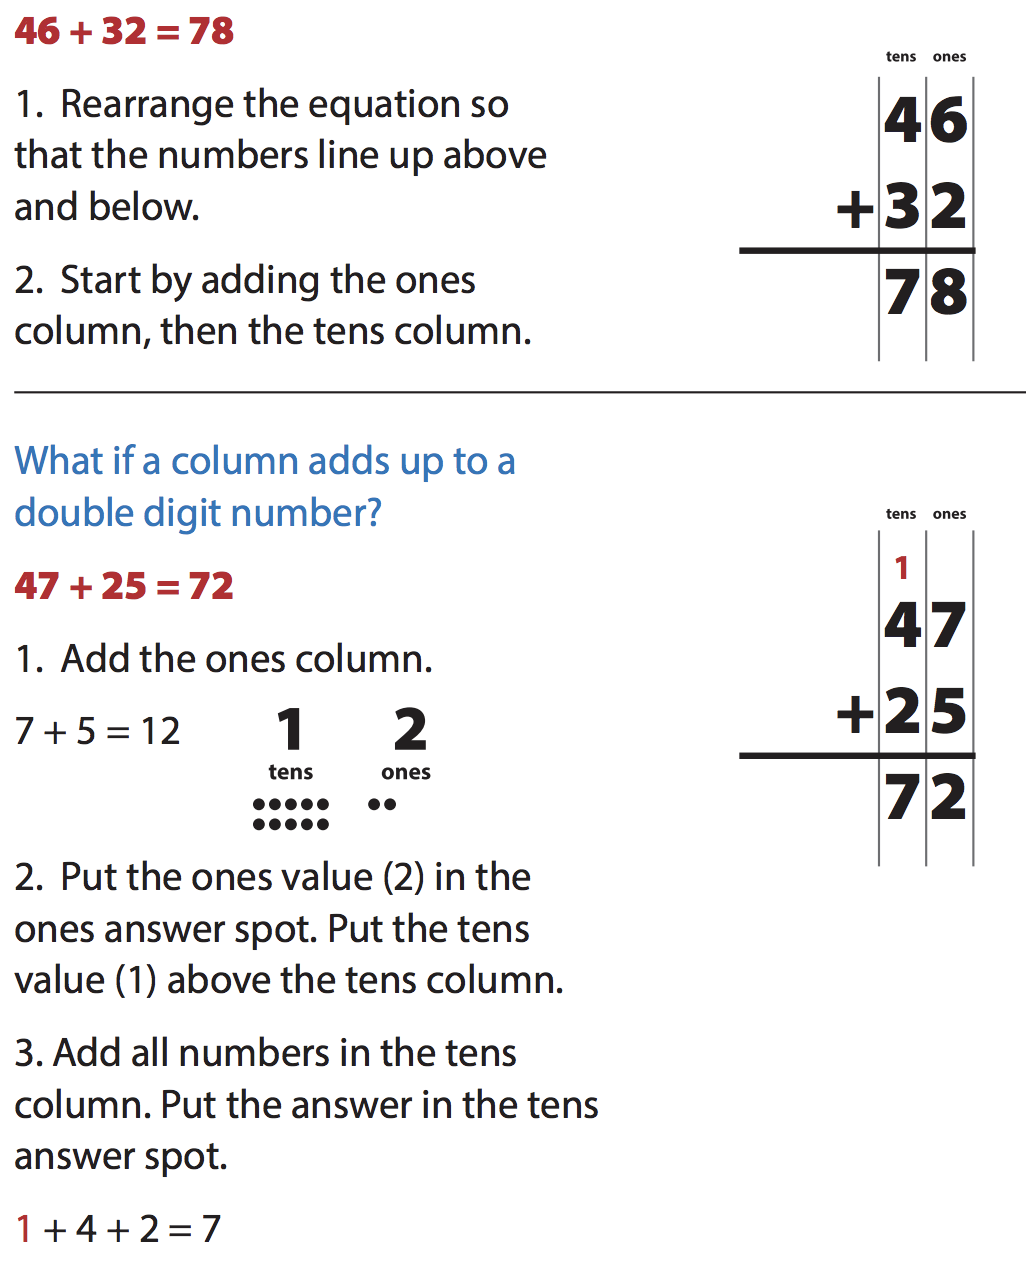 46 + 32 = 78
1.  Rearrange the equation so
that the numbers line up above
and below.
2.  Start by adding the ones
column, then the tens column.
tens ones
46
+32
78
What if a column adds up to a
double digit number?
47 + 25 = 72
1.  Add the ones column.
7 + 5 = 12
1 2
tens ones
2.  Put the ones value (2) in the
ones answer spot. Put the tens
value (1) above the tens column.
3. Add all numbers in the tens
column. Put the answer in the tens
answer spot.
1 + 4 + 2 = 7
tens ones
1
47
+25
72